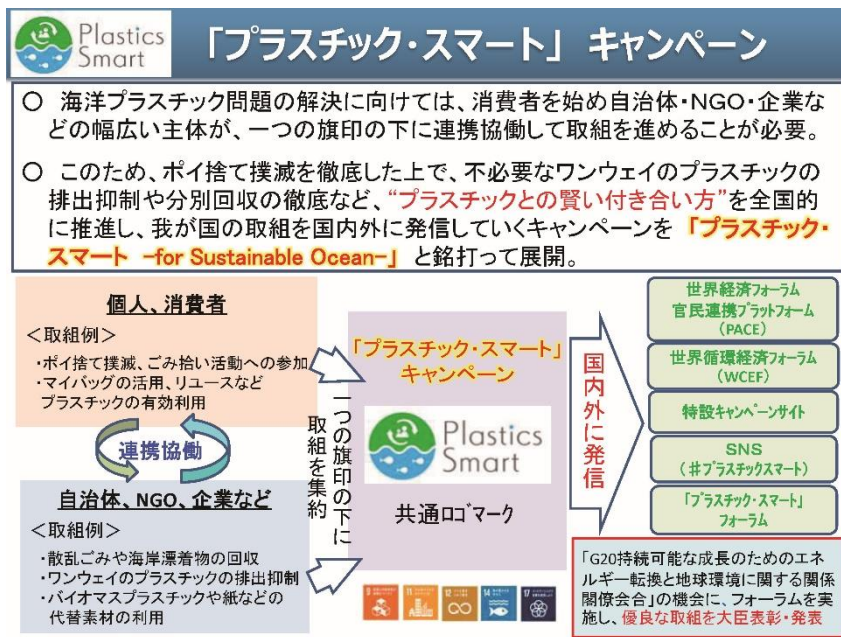 Plastics
Smart
「プラスチック・スマート」 キャンペーン
○ 海洋プラスチック問題の解決に向けては、消費者を始め自治体・NGO・企業な
どの幅広い主体が、一つの旗印の下に連携協働して取組を進めることが必要。
○ このため、ポイ捨て撲滅を徹底した上で、不必要なワンウェイのプラスチックの
排出抑制や分別回収の徹底など、“プラスチックとの賢い付き合い方”を全国的
に推進し、我が国の取組を国内外に発信していくキャンペーンを 「プラスチック・
スマート -for Sustainable Ocean-」 と銘打って展開。
個人、消費者
＜取組例＞
・ポイ捨て撲滅、ごみ拾い活動への参加
・マイバッグの活用、リユースなど
プラスチックの有効利用
連携協働
自治体、NGO、企業など
＜取組例＞
・散乱ごみや海岸漂着物の回収
・ワンウェイのプラスチックの排出抑制
・バイオマスプラスチックや紙などの
代替素材の利用
一つの旗印の下に
取組を集約
「プラスチック・スマート」
キャンペーン
Plastics
Smart
共通ロゴマーク
9
11
12
14
17
国内外に発信
世界経済フォーラム
官民連携プラットフォーム
(PACE)
世界循環経済フォーラム
(WCEF)
特設キャンペーンサイト
SNS
(＃プラスチックスマート)
「プラスチック・スマート」
フォーラム
「G20持続可能な成長のためのエネ
ルギー転換と地球環境に関する関係
閣僚会合」の機会に、フォーラムを実
施し、優良な取組を大臣表彰・発表